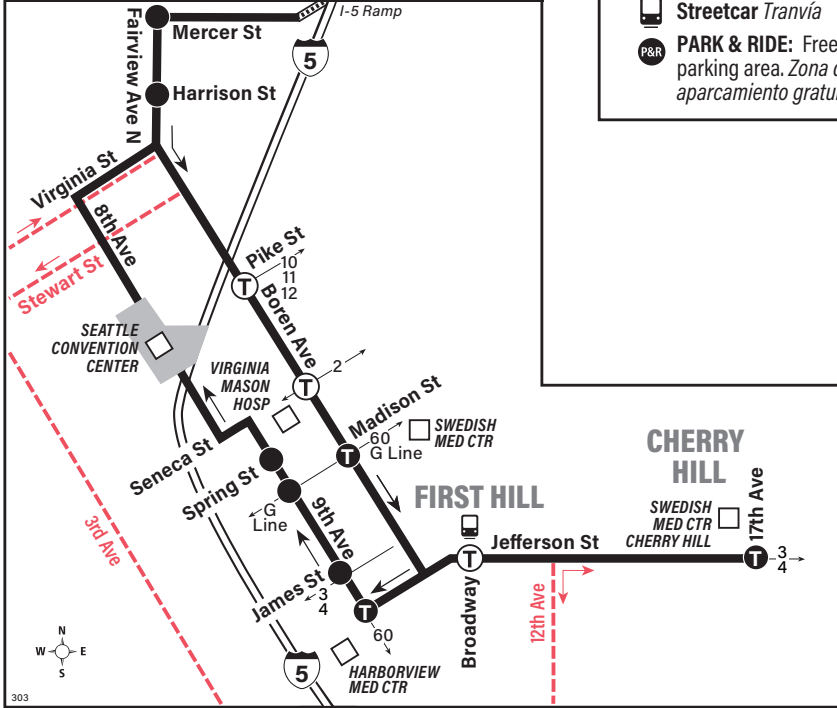 I-5 Ramp
Mercer St
Fairview Ave N
5
Harrison St
Streetcar Tranvía
P&R
PARK & RIDE: Free
parking area. Zona d
aparcamiento gratui
Virginia St
8th Ave
Stewart St
Pike St
10
11
12
T
Boren Ave
SEATTLE
CONVENTION
CENTER
VIRGINIA
MASON
HOSP
2
T
Madison St
60
G Line
T
SWEDISH
MED CTR
Seneca St
Spring St
G
Line
9th Ave
3rd Ave
FIRST HILL
CHERRY
HILL
SWEDISH
MED CTR
CHERRY HILL
17th Ave
T
Jefferson St
T
3
4
James St
3
4
T
60
Broadway
12th Ave
HARBORVIEW
MED CTR
5
N
W
E
S
303